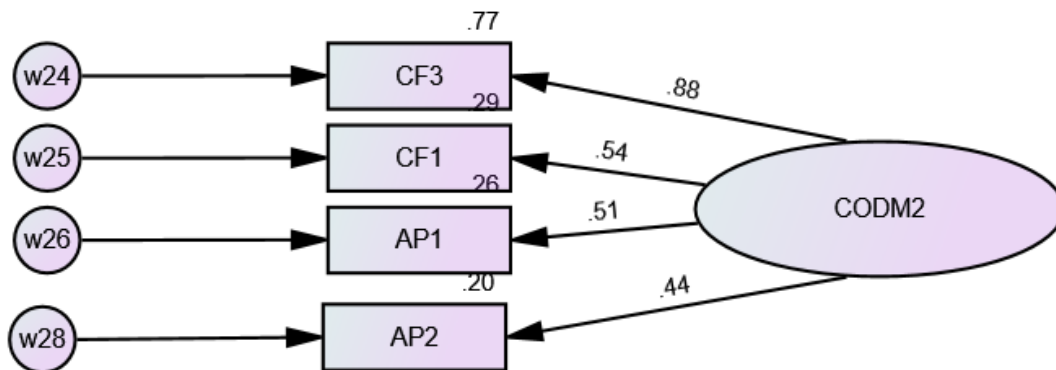 .77
w24
CF3
.88
.29
w25
CF1
.54
.26
w26
AP1
.51
CODM2
.20
w28
AP2
.44